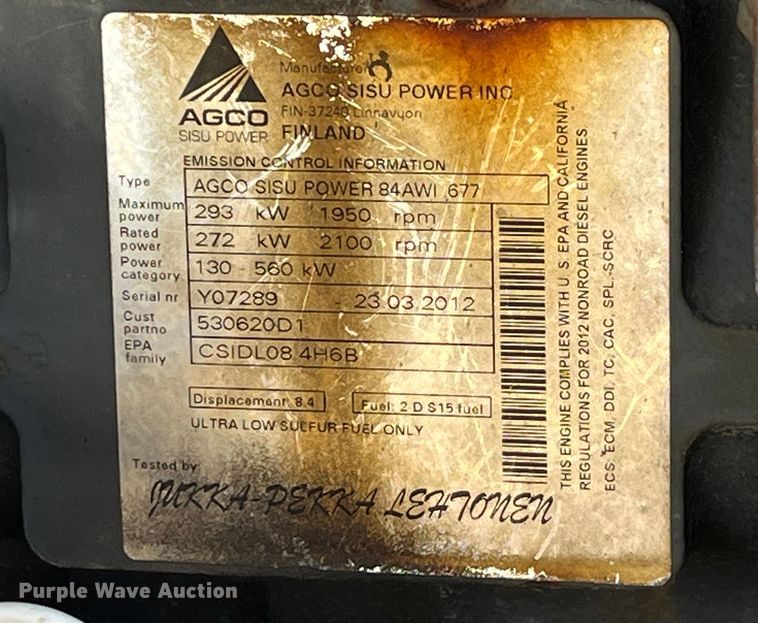 AGCO
SISU POWER
Manufacturer
AGCO SISU POWER INC
FIN-37240 Linnavuori
FINLAND
EMISSION CONTROL INFORMATION
Type AGCO SISU POWER 84AWI .677
Maximum power 293 kW 1950 rpm
Rated power 272 kW 2100 rpm
Power category 130 - 560 kW
Serial nr Y07289 - 23.03.2012
Cust partno 530620D1
EPA family CSIDL08.4H6B
Displacement 8.4 Fuel: 2-D S15 fuel
ULTRA LOW SULFUR FUEL ONLY
Tested by
JUKKA-PEKKA LEHTONEN
THIS ENGINE COMPLIES WITH U.S. EPA AND CALIFORNIA
REGULATIONS FOR 2012 NONROAD DIESEL ENGINES
ECS: ECM, DDI, TC, CAC, SPL, SCRC
Purple Wave Auction